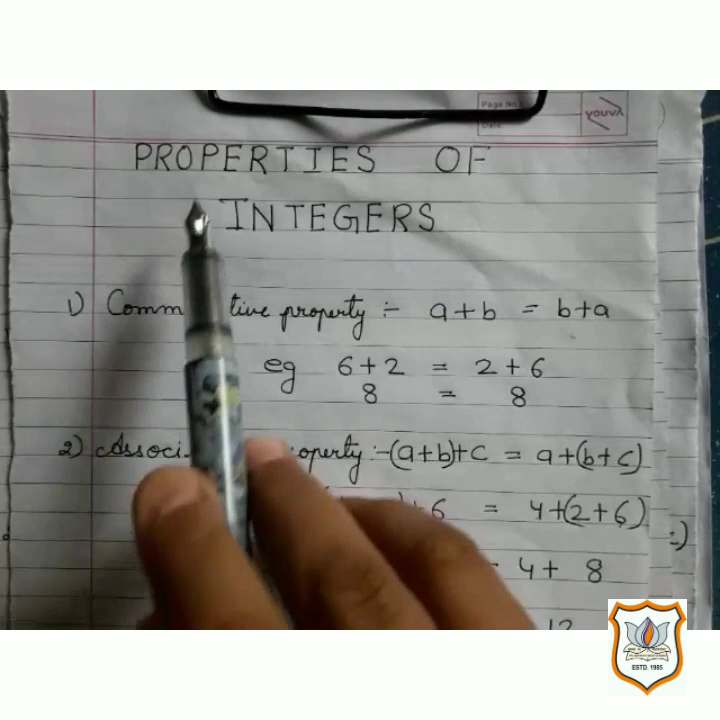 Page No.
Date
youva
PROPERTIES OF
INTEGERS
1) Comm tive property :- a+b = b+a
eg 6+2 = 2+6
8 = 8
2) Associ operty :- (a+b)+c = a+(b+c)
+6 = 4+(2+6)
4+ 8
12
ESTD. 1985